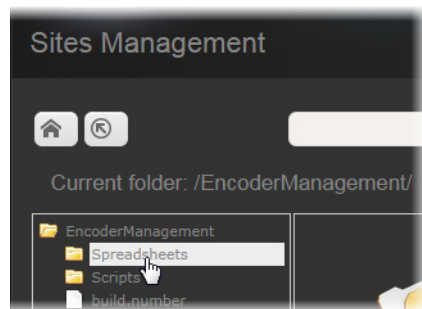 Sites Management
Current folder: /EncoderManagement/
EncoderManagement
Spreadsheets
Scripts
build.number